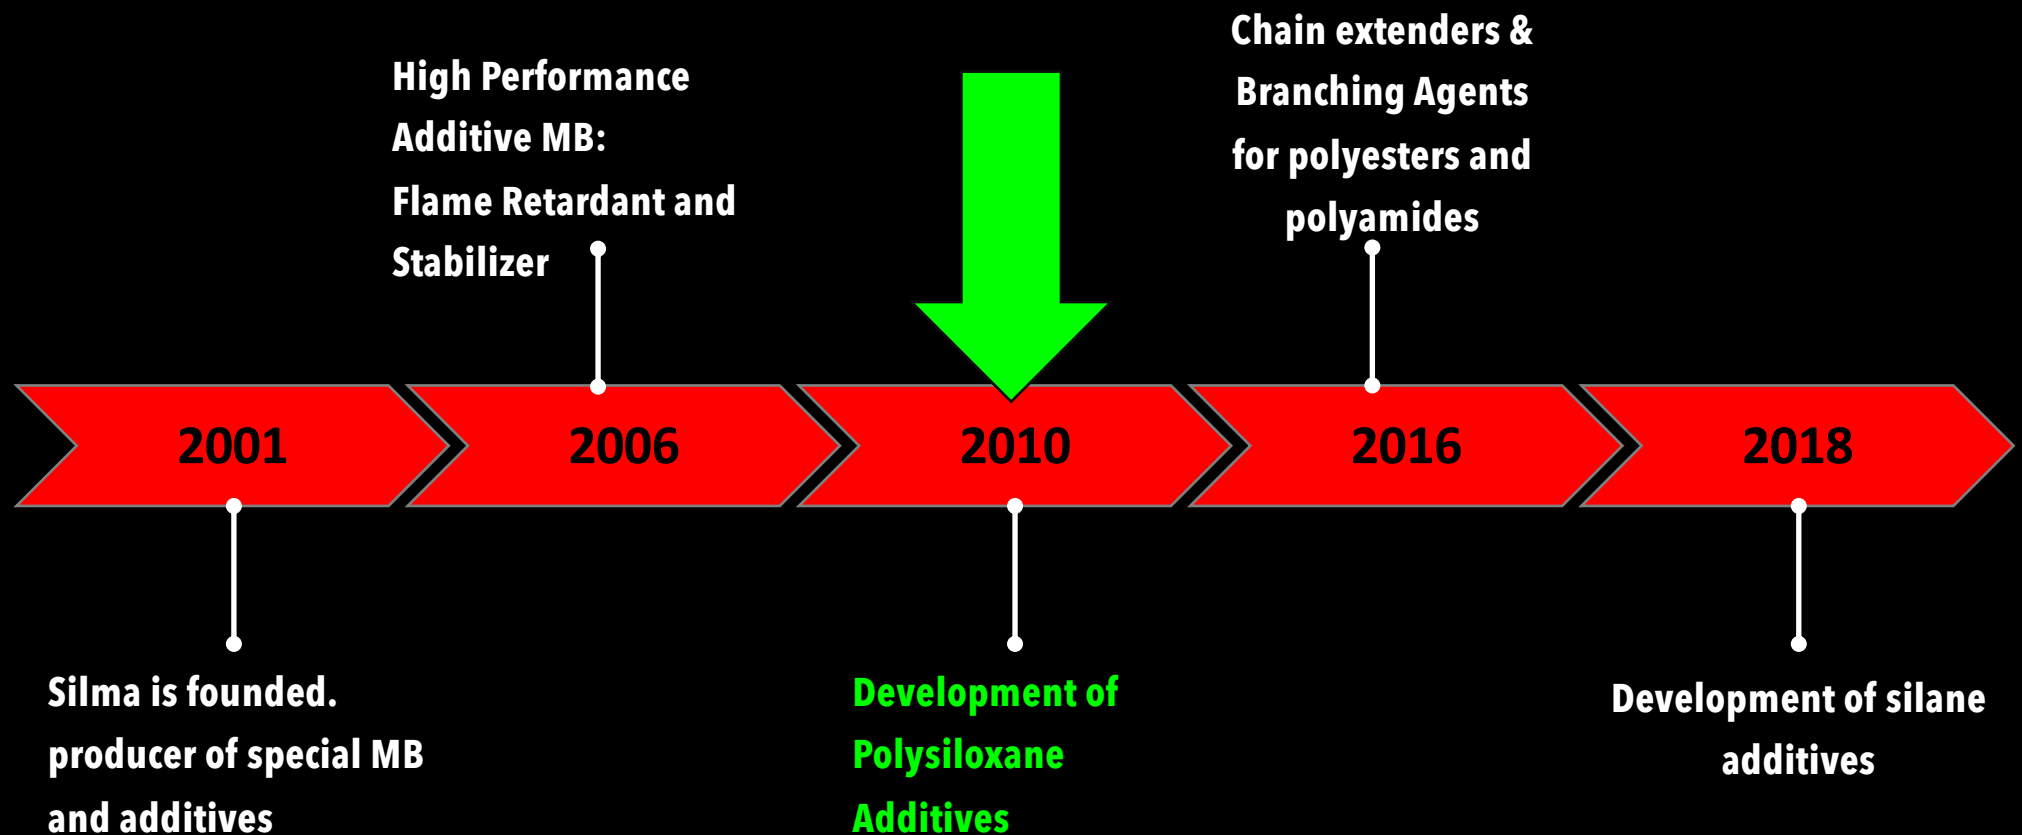 High Performance
Additive MB:
Flame Retardant and
Stabilizer
Chain extenders &
Branching Agents
for polyesters and
polyamides
2001
2006
2010
2016
2018
Silma is founded.
producer of special MB
and additives
Development of
Polysiloxane
Additives
Development of silane
additives